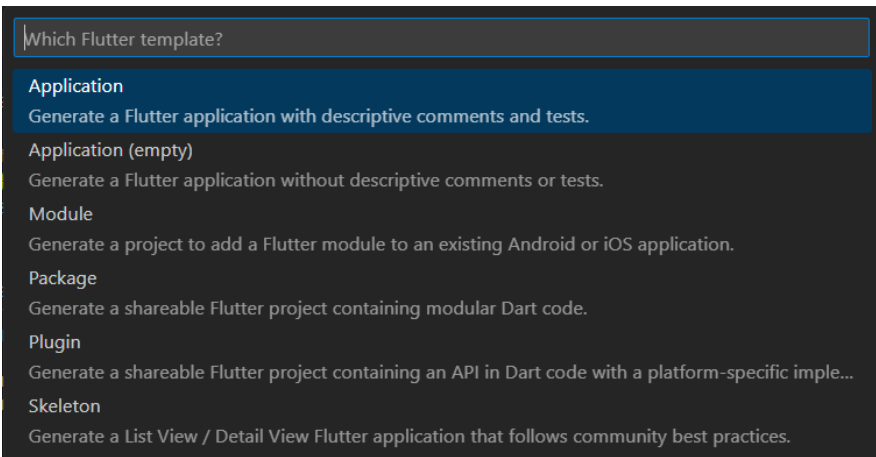 Which Flutter template?
Application
Generate a Flutter application with descriptive comments and tests.
Application (empty)
Generate a Flutter application without descriptive comments or tests.
Module
Generate a project to add a Flutter module to an existing Android or iOS application.
Package
Generate a shareable Flutter project containing modular Dart code.
Plugin
Generate a shareable Flutter project containing an API in Dart code with a platform-specific imple...
Skeleton
Generate a List View / Detail View Flutter application that follows community best practices.